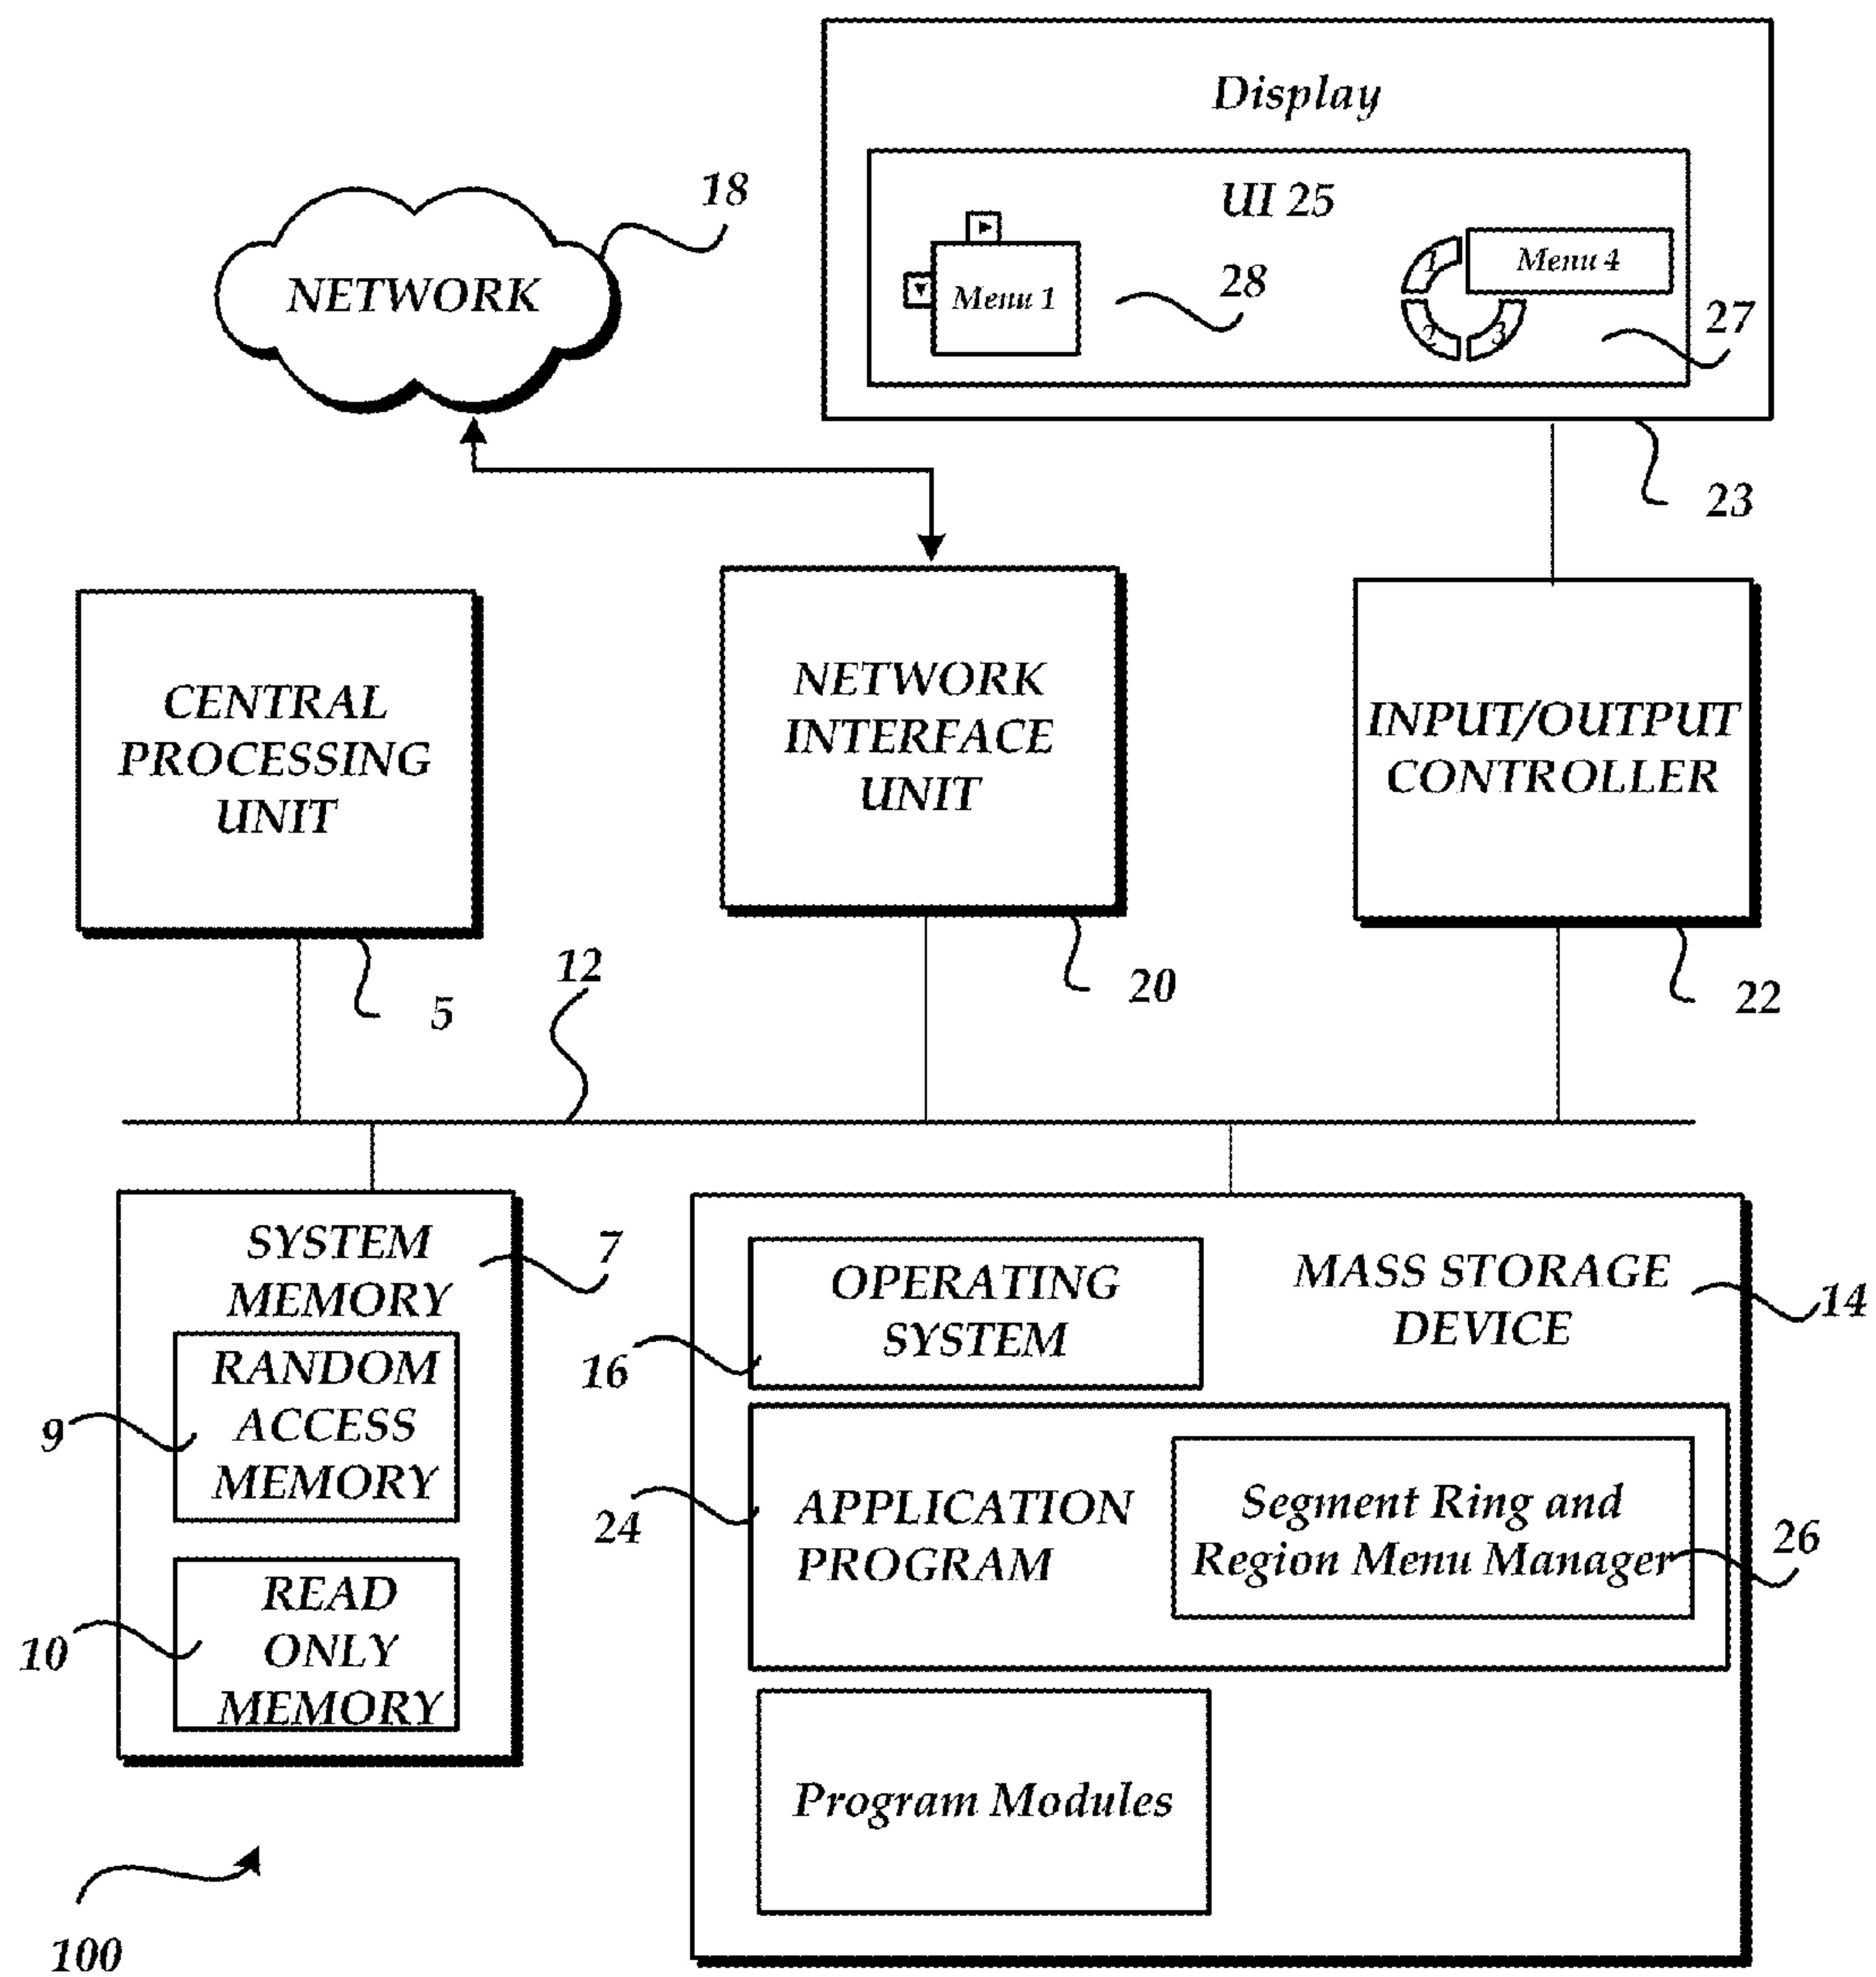 Display
UI 25
Menu 1
28
1
2
3
Menu 4
27
23
18
NETWORK
CENTRAL
PROCESSING
UNIT
5
NETWORK
INTERFACE
UNIT
20
INPUT/OUTPUT
CONTROLLER
22
12
SYSTEM
MEMORY
7
RANDOM
ACCESS
MEMORY
9
READ
ONLY
MEMORY
10
OPERATING
SYSTEM
16
MASS STORAGE
DEVICE
14
APPLICATION
PROGRAM
24
Segment Ring and
Region Menu Manager
26
Program Modules
100